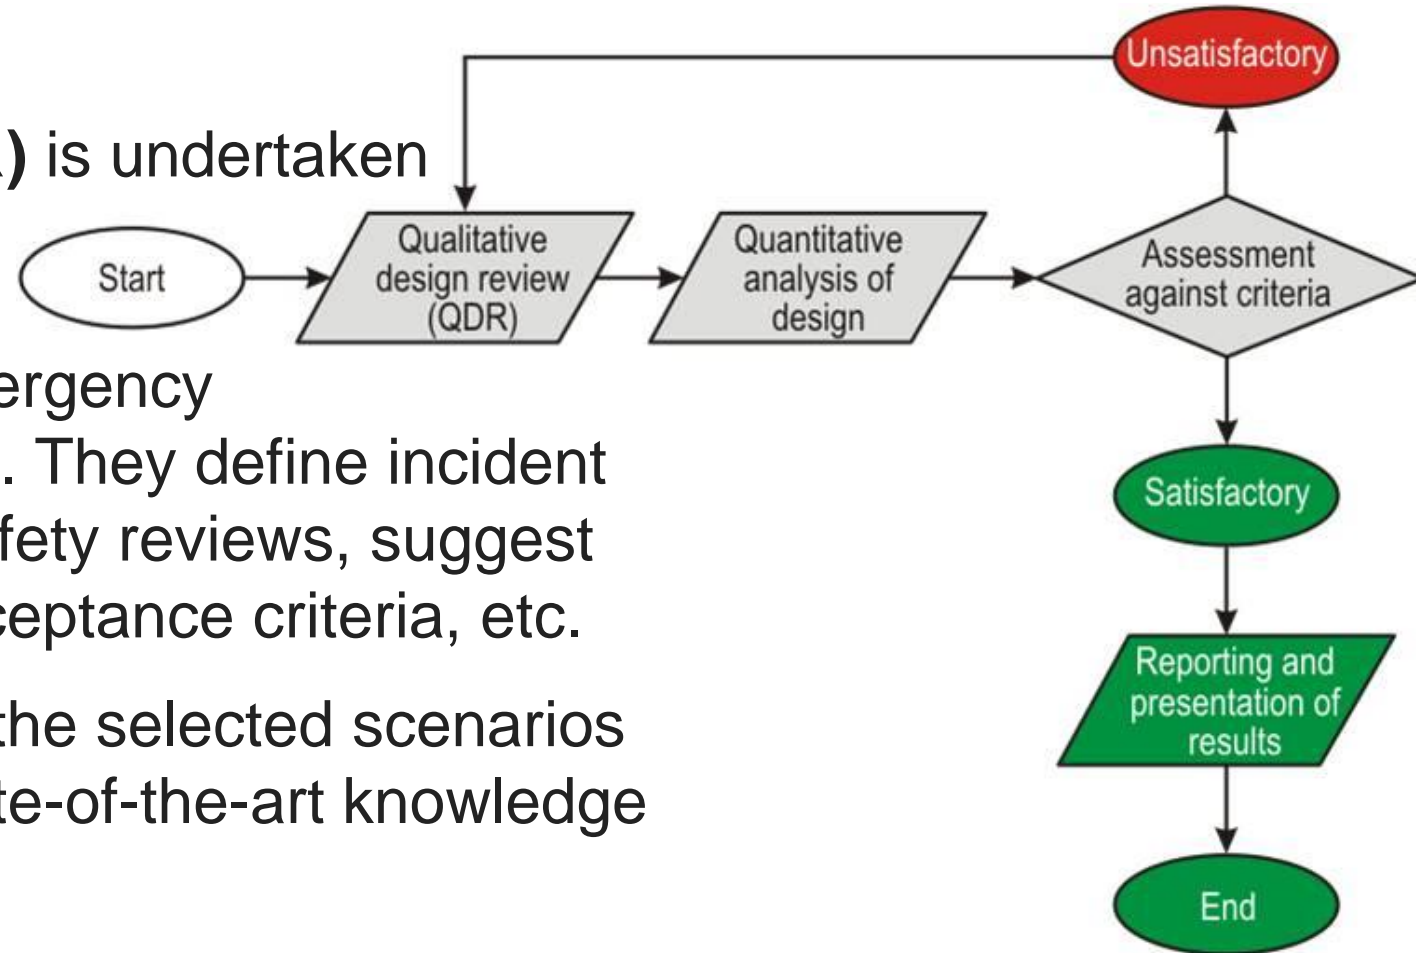 ) is undertaken
ergency
. They define incident
fety reviews, suggest
ceptance criteria, etc.
the selected scenarios
te-of-the-art knowledge
Start
Qualitative
design review
(QDR)
Quantitative
analysis of
design
Assessment
against criteria
Unsatisfactory
Satisfactory
Reporting and
presentation of
results
End